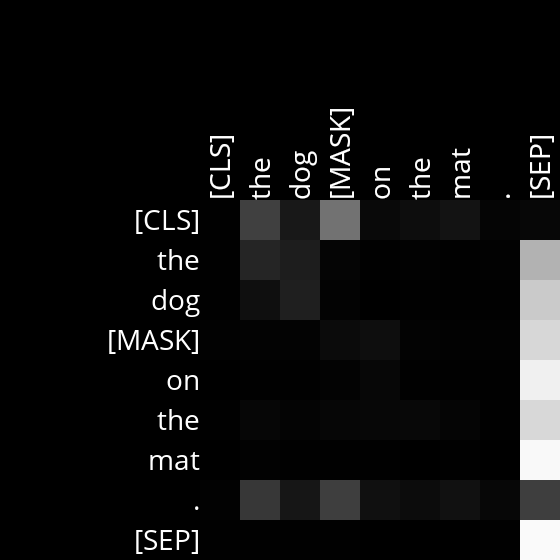 [CLS] the dog [MASK] on the mat . [SEP]
[CLS]
the
dog
[MASK]
on
the
mat
.
[SEP]